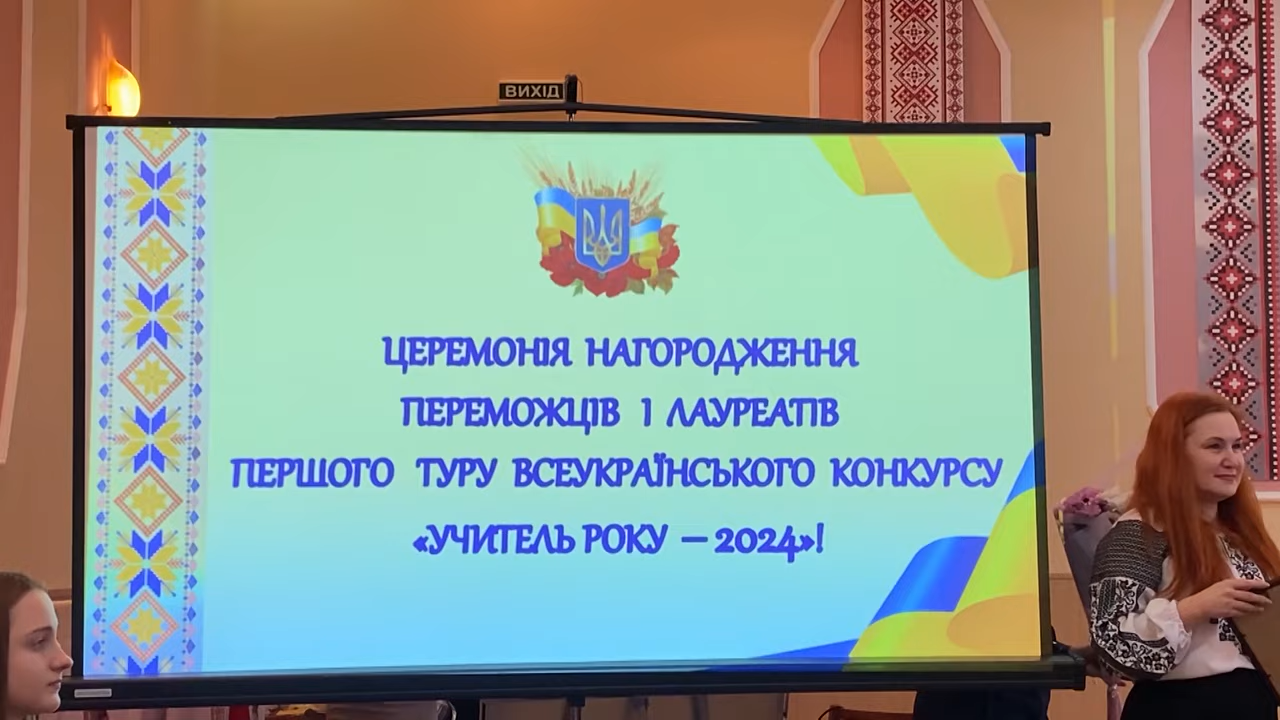 ВИХІД
ЦЕРЕМОНІЯ НАГОРОДЖЕННЯ
ПЕРЕМОЖЦІВ І ЛАУРЕАТІВ
ПЕРШОГО ТУРУ ВСЕУКРАЇНСЬКОГО КОНКУРСУ
«УЧИТЕЛЬ РОКУ – 2024»!